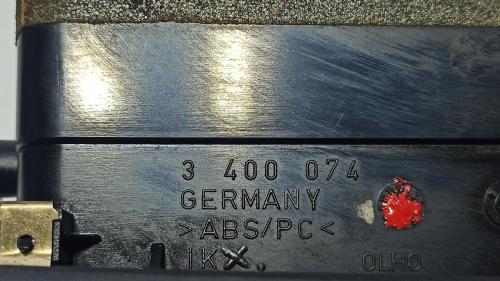 3 400 074
GERMANY
>ABS/PC<
OLHO